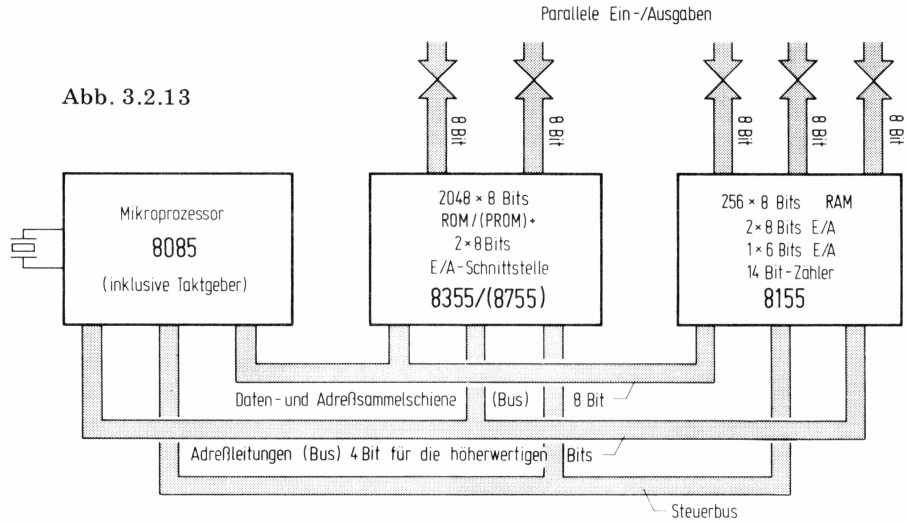 Parallele Ein-/Ausgaben
Abb. 3.2.13
8 Bit
8 Bit
8 Bit
8 Bit
8 Bit
Mikroprozessor
8085
(inklusive Taktgeber)
2048 × 8 Bits
ROM/(PROM)+
2×8Bits
E/A-Schnittstelle
8355/(8755)
256 × 8 Bits RAM
2×8 Bits E/A
1×6 Bits E/A
14 Bit-Zähler
8155
Daten- und Adreßsammelschiene (Bus) 8 Bit
Adreßleitungen (Bus) 4 Bit für die höherwertigen Bits
Steuerbus